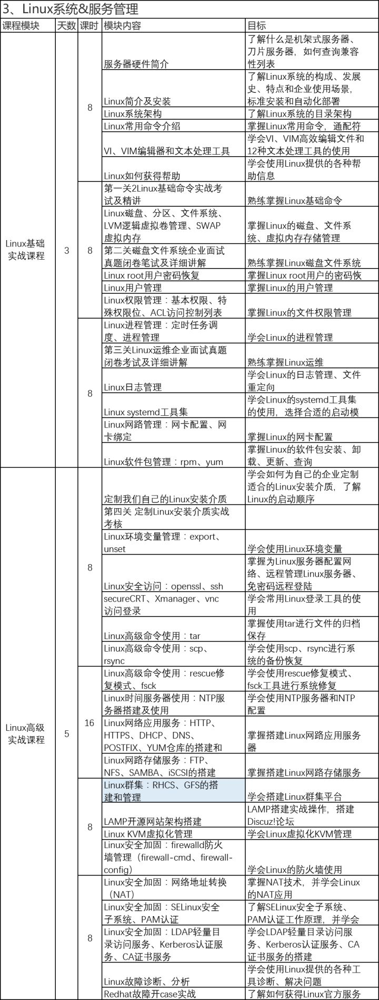 3、Linux系统&服务管理
课程模块 天数 课时 模块内容 目标
Linux基础
实战课程
3
8
服务器硬件简介
了解什么是机架式服务器、
刀片服务器，如何查询兼容
性列表
Linux简介及安装
了解Linux系统的构成、发展
史、特点和企业使用场景，
标准安装和自动化部署
Linux系统架构
了解Linux系统的目录架构
Linux常用命令介绍
掌握Linux常用命令，通配符
VI、VIM编辑器和文本处理工具
学会VI、VIM高效编辑文件和
12种文本处理工具的使用
Linux如何获得帮助
学会使用Linux提供的各种帮
助信息
8
第一关2Linux基础命令实战考
试及精讲
熟练掌握Linux基础命令
Linux磁盘、分区、文件系统、
LVM逻辑虚拟卷管理、SWAP
虚拟内存
掌握Linux的磁盘、文件系
统、虚拟内存存储管理
第二关磁盘文件系统企业面试
真题闭卷笔试及详细讲解
熟练掌握Linux磁盘文件系统
Linux root用户密码恢复
掌握Linux root用户的密码恢
Linux用户管理
掌握Linux的用户管理
Linux权限管理：基本权限、特
殊权限位、ACL访问控制列表
掌握Linux的文件权限管理
8
Linux进程管理：定时任务调
度、进程管理
学会Linux的进程管理
第三关Linux运维企业面试真题
闭卷考试及详细讲解
熟练掌握Linux运维
Linux日志管理
学会Linux的日志管理、文件
重定向
Linux systemd工具集
学会Linux的systemd工具集
的使用，选择合适的启动模
Linux网路管理：网卡配置、网
卡绑定
掌握Linux的网卡配置
Linux软件包管理：rpm、yum
掌握Linux的软件包安装、卸
载、更新、查询
Linux高级
实战课程
5
8
定制我们自己的Linux安装介质
学会如何为自己的企业定制
适合的Linux安装介质，了解
Linux的启动顺序
第四关 定制Linux安装介质实战
考核
Linux环境变量管理：export、
unset
学会使用Linux环境变量
Linux安全访问：openssl、ssh
掌握为Linux服务器配置网
络、远程管理Linux服务器、
免密码远程登陆
secureCRT、Xmanager、vnc
访问登录
学会常用Linux登录工具的使
用
Linux高级命令使用：tar
掌握使用tar进行文件的归档
保存
Linux高级命令使用：scp、
rsync
学会使用scp、rsync进行系
统的备份恢复
16
Linux高级命令使用：rescue修
复模式、fsck
学会使用rescue修复模式、
fsck工具进行系统修复
Linux时间服务器使用：NTP服
务器搭建及使用
学会使用NTP服务器和NTP
配置
Linux网络应用服务：HTTP、
HTTPS、DHCP、DNS、
POSTFIX、YUM仓库的搭建和
掌握搭建Linux网路应用服务
器
Linux网路存储服务：FTP、
NFS、SAMBA、iSCSI的搭建
掌握搭建Linux网路存储服务
8
Linux群集：RHCS、GFS的搭
建和管理
学会搭建Linux群集平台
LAMP开源网站架构搭建
LAMP搭建实战操作，搭建
Discuz!论坛
Linux KVM虚拟化管理
学会Linux虚拟化KVM管理
Linux安全加固：firewalld防火
墙管理（firewall-cmd、firewall-
config）
学会Linux的防火墙使用
8
Linux安全加固：网络地址转换
（NAT）
掌握NAT技术，并学会Linux
的NAT应用
Linux安全加固：SELinux安全
子系统、PAM认证
了解SELinux安全子系统、
PAM认证工作原理，并学会
Linux安全加固：LDAP轻量目
录访问服务、Kerberos认证服
务、CA证书服务
学会LDAP轻量目录访问服
务、Kerberos认证服务、CA
证书服务的搭建
Linux故障诊断、分析
学会使用Linux提供的各种工
具诊断、解决问题
Redhat故障开case实战
了解如何获得Linux官方服务